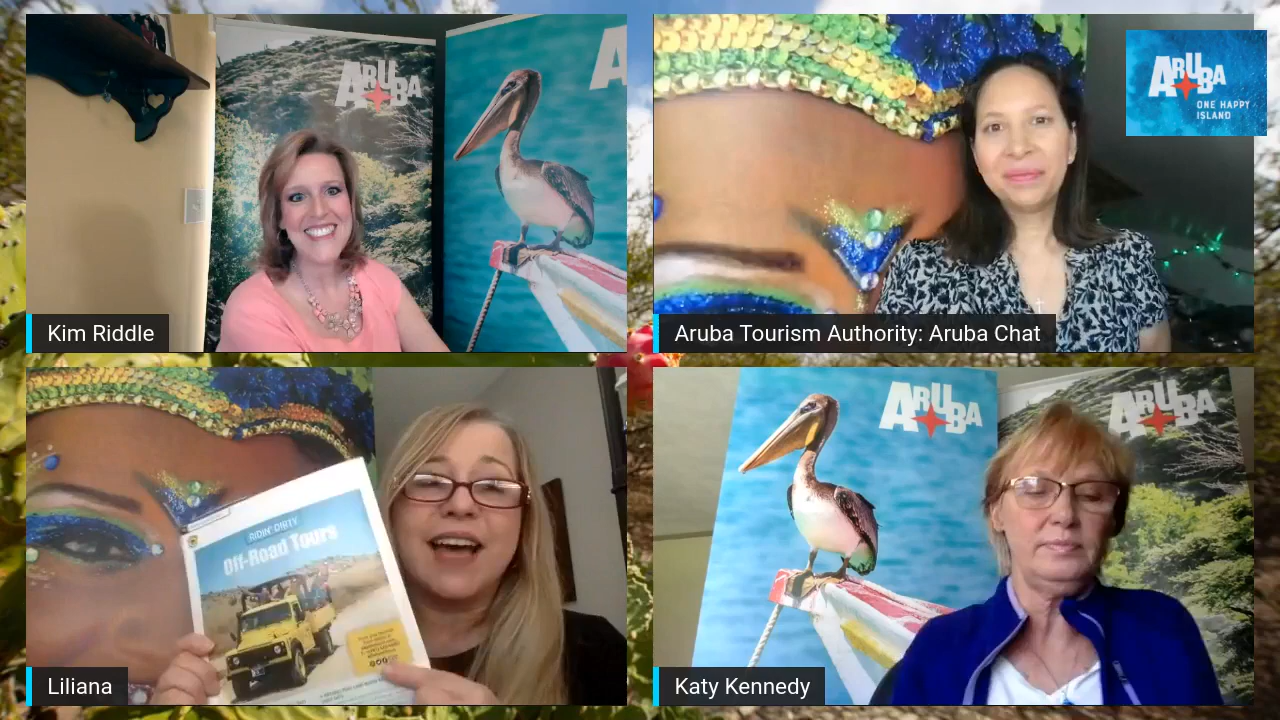 ARUBA
A
Kim Riddle
ARUBA
ONE HAPPY
ISLAND
Aruba Tourism Authority: Aruba Chat
RIDIN' DIRTY
Off-Road Tours
Liliana
ARUBA
ARUBA
Katy Kennedy